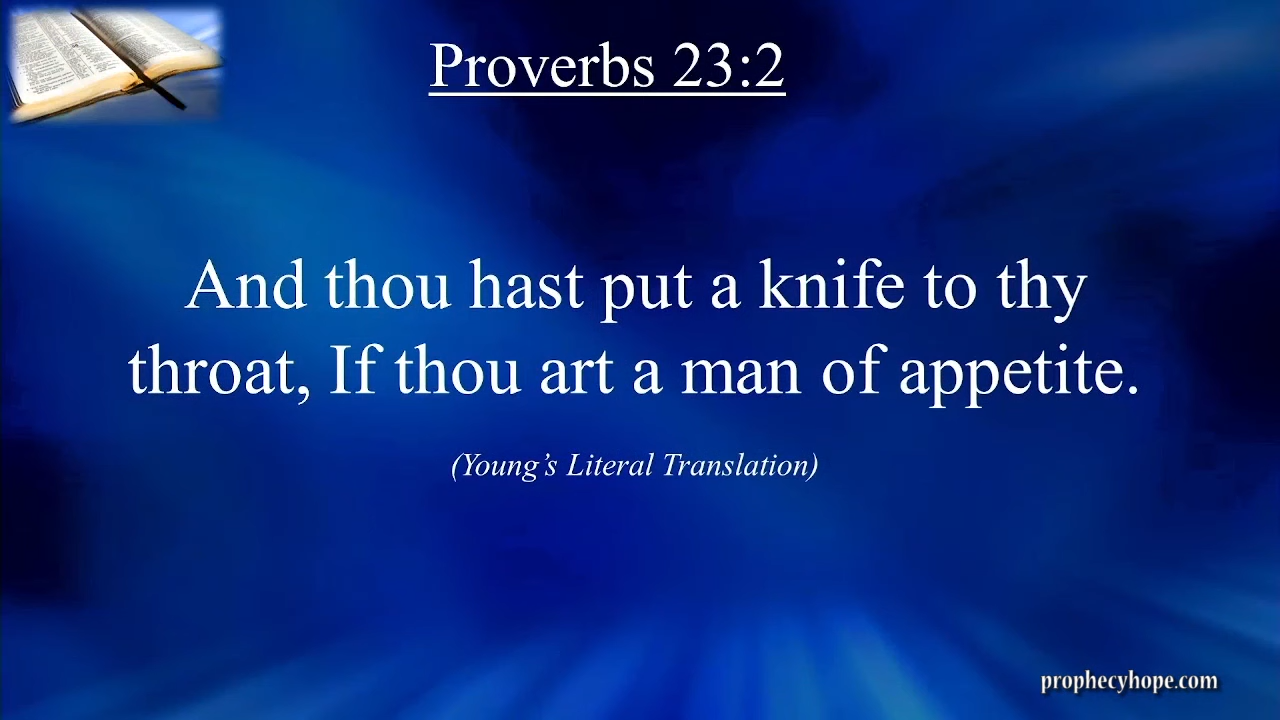 Proverbs 23:2
And thou hast put a knife to thy
throat, If thou art a man of appetite.
(Young’s Literal Translation)
prophecyhope.com